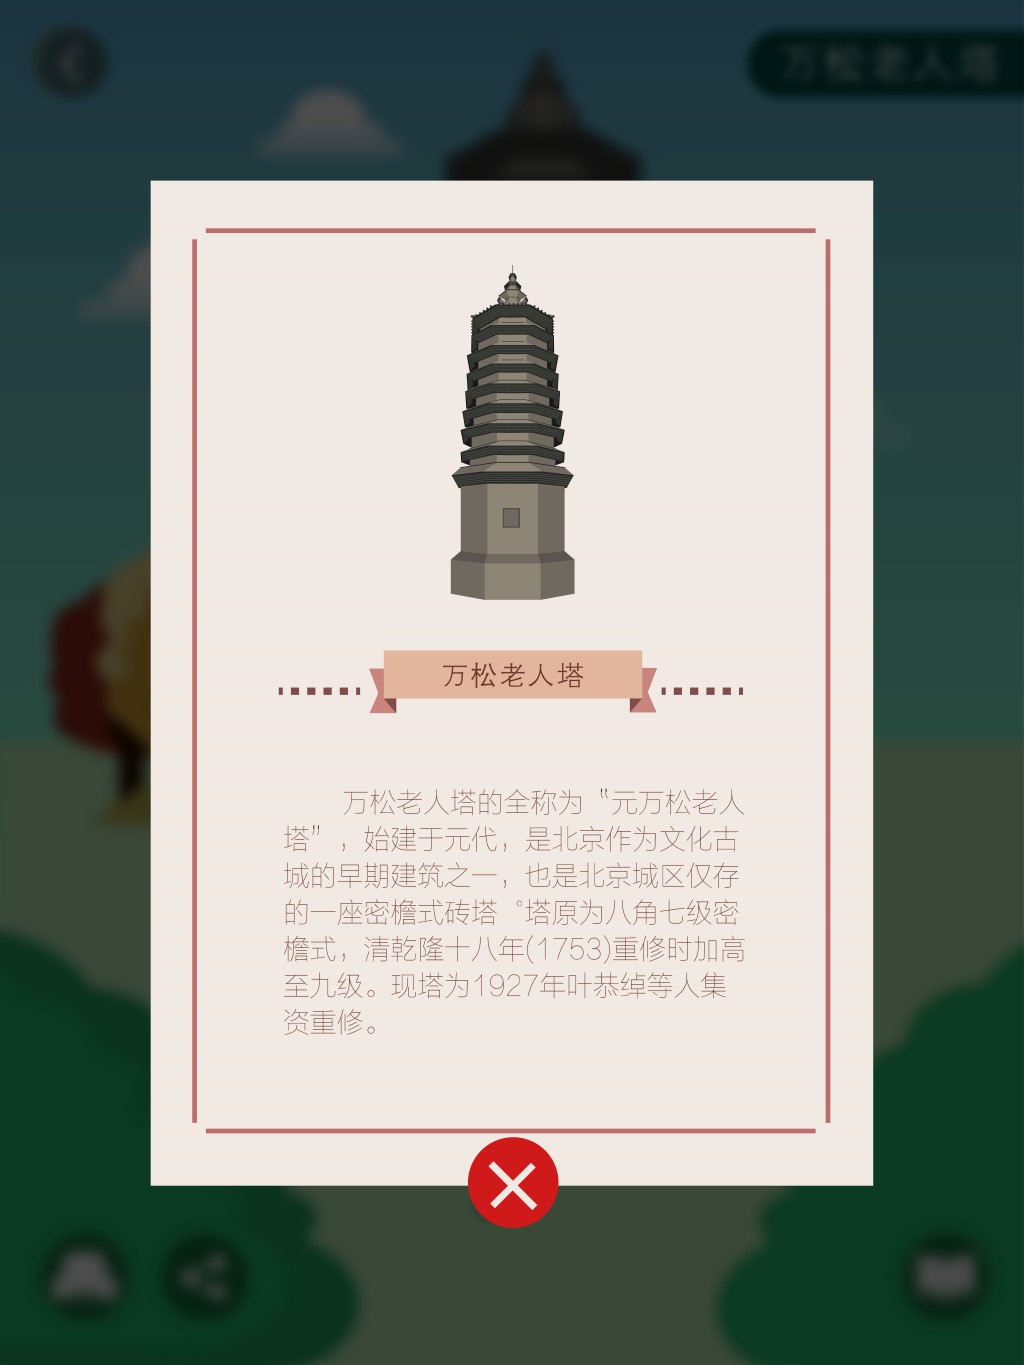 万松老人塔
万松老人塔
万松老人塔的全称为“元万松老人
塔”，始建于元代，是北京作为文化古
城的早期建筑之一，也是北京城区仅存
的一座密檐式砖塔。塔原为八角七级密
檐式，清乾隆十八年(1753)重修时加高
至九级。现塔为1927年叶恭绰等人集
资重修。